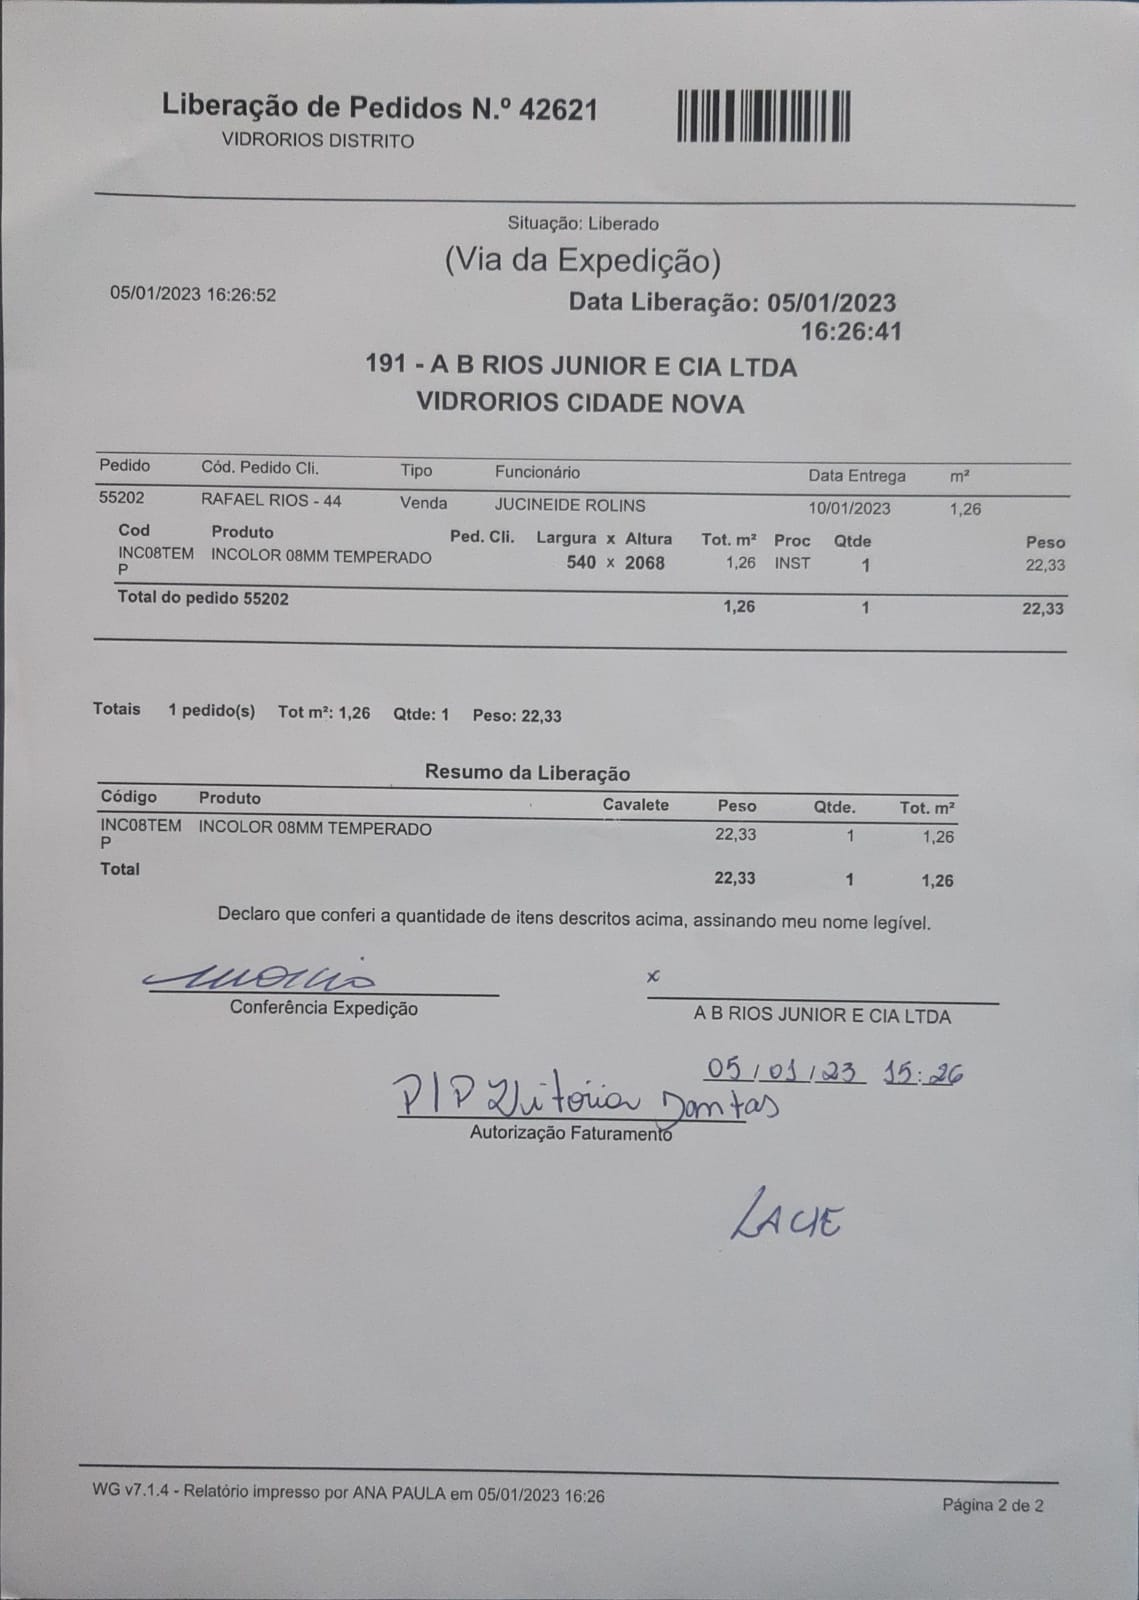 Liberação de Pedidos N.º 42621
VIDRORIOS DISTRITO
Situação: Liberado
(Via da Expedição)
05/01/2023 16:26:52
Data Liberação: 05/01/2023
16:26:41
191 - A B RIOS JUNIOR E CIA LTDA
VIDRORIOS CIDADE NOVA
Pedido Cód. Pedido Cli. Tipo Funcionário Data Entrega m²
55202 RAFAEL RIOS - 44 Venda JUCINEIDE ROLINS 10/01/2023 1,26
Cod Produto Ped. Cli. Largura x Altura Tot. m² Proc Qtde Peso
INC08TEM INCOLOR 08MM TEMPERADO 540 x 2068 1,26 INST 1 22,33
P
Total do pedido 55202 1,26 1 22,33
Totais 1 pedido(s) Tot m²: 1,26 Qtde: 1 Peso: 22,33
Resumo da Liberação
Código Produto Cavalete Peso Qtde. Tot. m²
INC08TEM INCOLOR 08MM TEMPERADO 22,33 1 1,26
P
Total 22,33 1 1,26
Declaro que conferi a quantidade de itens descritos acima, assinando meu nome legível.
x
Conferência Expedição A B RIOS JUNIOR E CIA LTDA
05/01/23 15:26
P/P Vitória Dantas
Autorização Faturamento
LACIE
WG v7.1.4 - Relatório impresso por ANA PAULA em 05/01/2023 16:26
Página 2 de 2